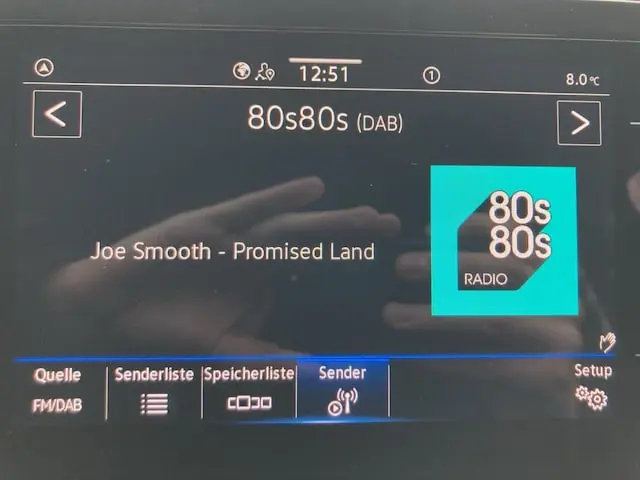 12:51
1
8.0 °C
80s80s (DAB)
Joe Smooth - Promised Land
80s
80s
RADIO
Quelle
FM/DAB
Senderliste
Speicherliste
Sender
Setup